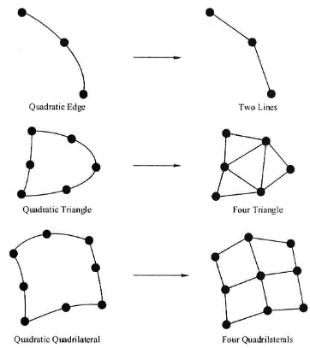 Quadratic Edge
Two Lines
Quadratic Triangle
Four Triangle
Quadratic Quadrilateral
Four Quadrilaterals